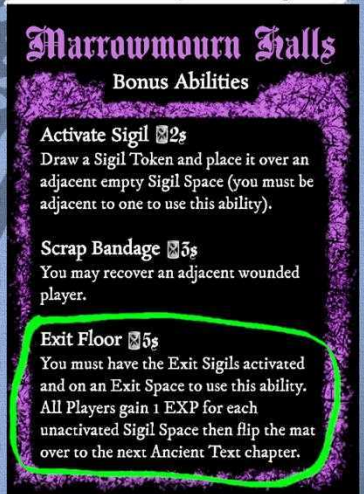 Marrowmourn Halls
Bonus Abilities
Activate Sigil 2s
Draw a Sigil Token and place it over an
adjacent empty Sigil Space (you must be
adjacent to one to use this ability).
Scrap Bandage 3s
You may recover an adjacent wounded
player.
Exit Floor 5s
You must have the Exit Sigils activated
and on an Exit Space to use this ability.
All Players gain 1 EXP for each
unactivated Sigil Space then flip the mat
over to the next Ancient Text chapter.